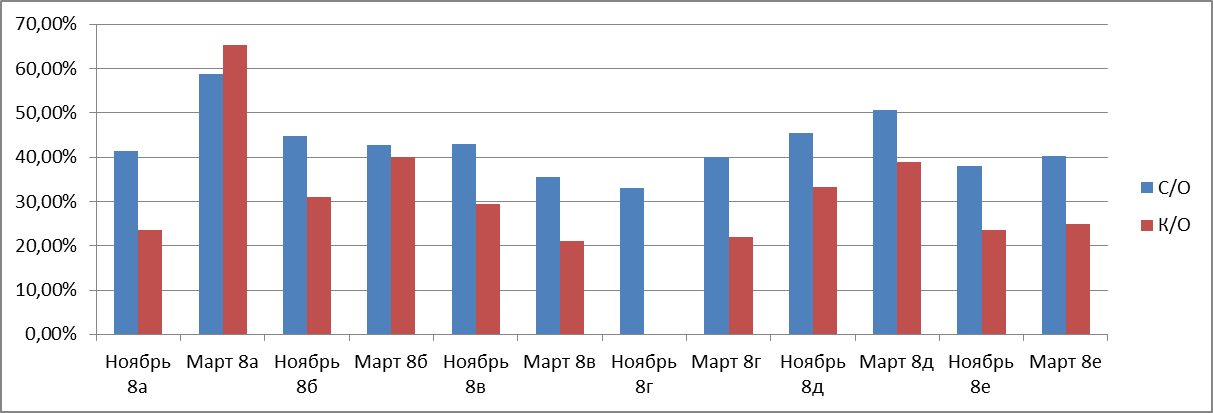 70,00%
60,00%
50,00%
40,00%
30,00%
20,00%
10,00%
0,00%
Ноябрь 8а
Март 8а
Ноябрь 8б
Март 8б
Ноябрь 8в
Март 8в
Ноябрь 8г
Март 8г
Ноябрь 8д
Март 8д
Ноябрь 8е
Март 8е
С/О
К/О